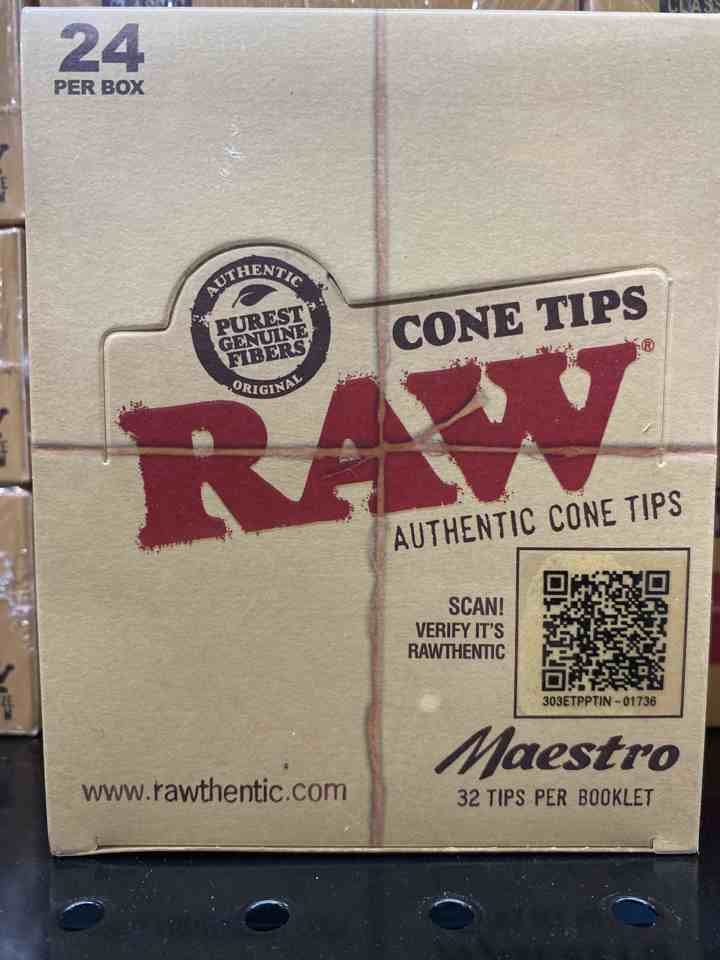 24
PER BOX
AUTHENTIC
PUREST
GENUINE
FIBERS
ORIGINAL
CONE TIPS
RAW®
AUTHENTIC CONE TIPS
SCAN!
VERIFY IT'S
RAWTHENTIC
303ETPPTIN-01736
Maestro
32 TIPS PER BOOKLET
www.rawthentic.com